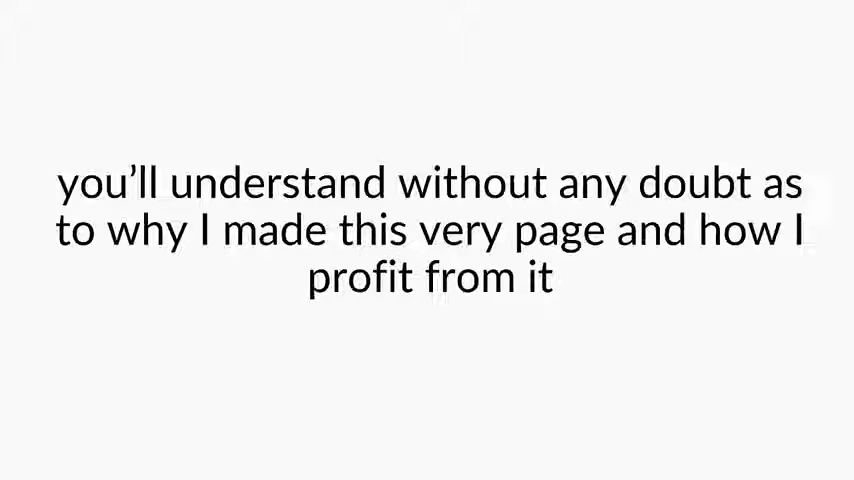 you’ll understand without any doubt as
to why I made this very page and how I
profit from it